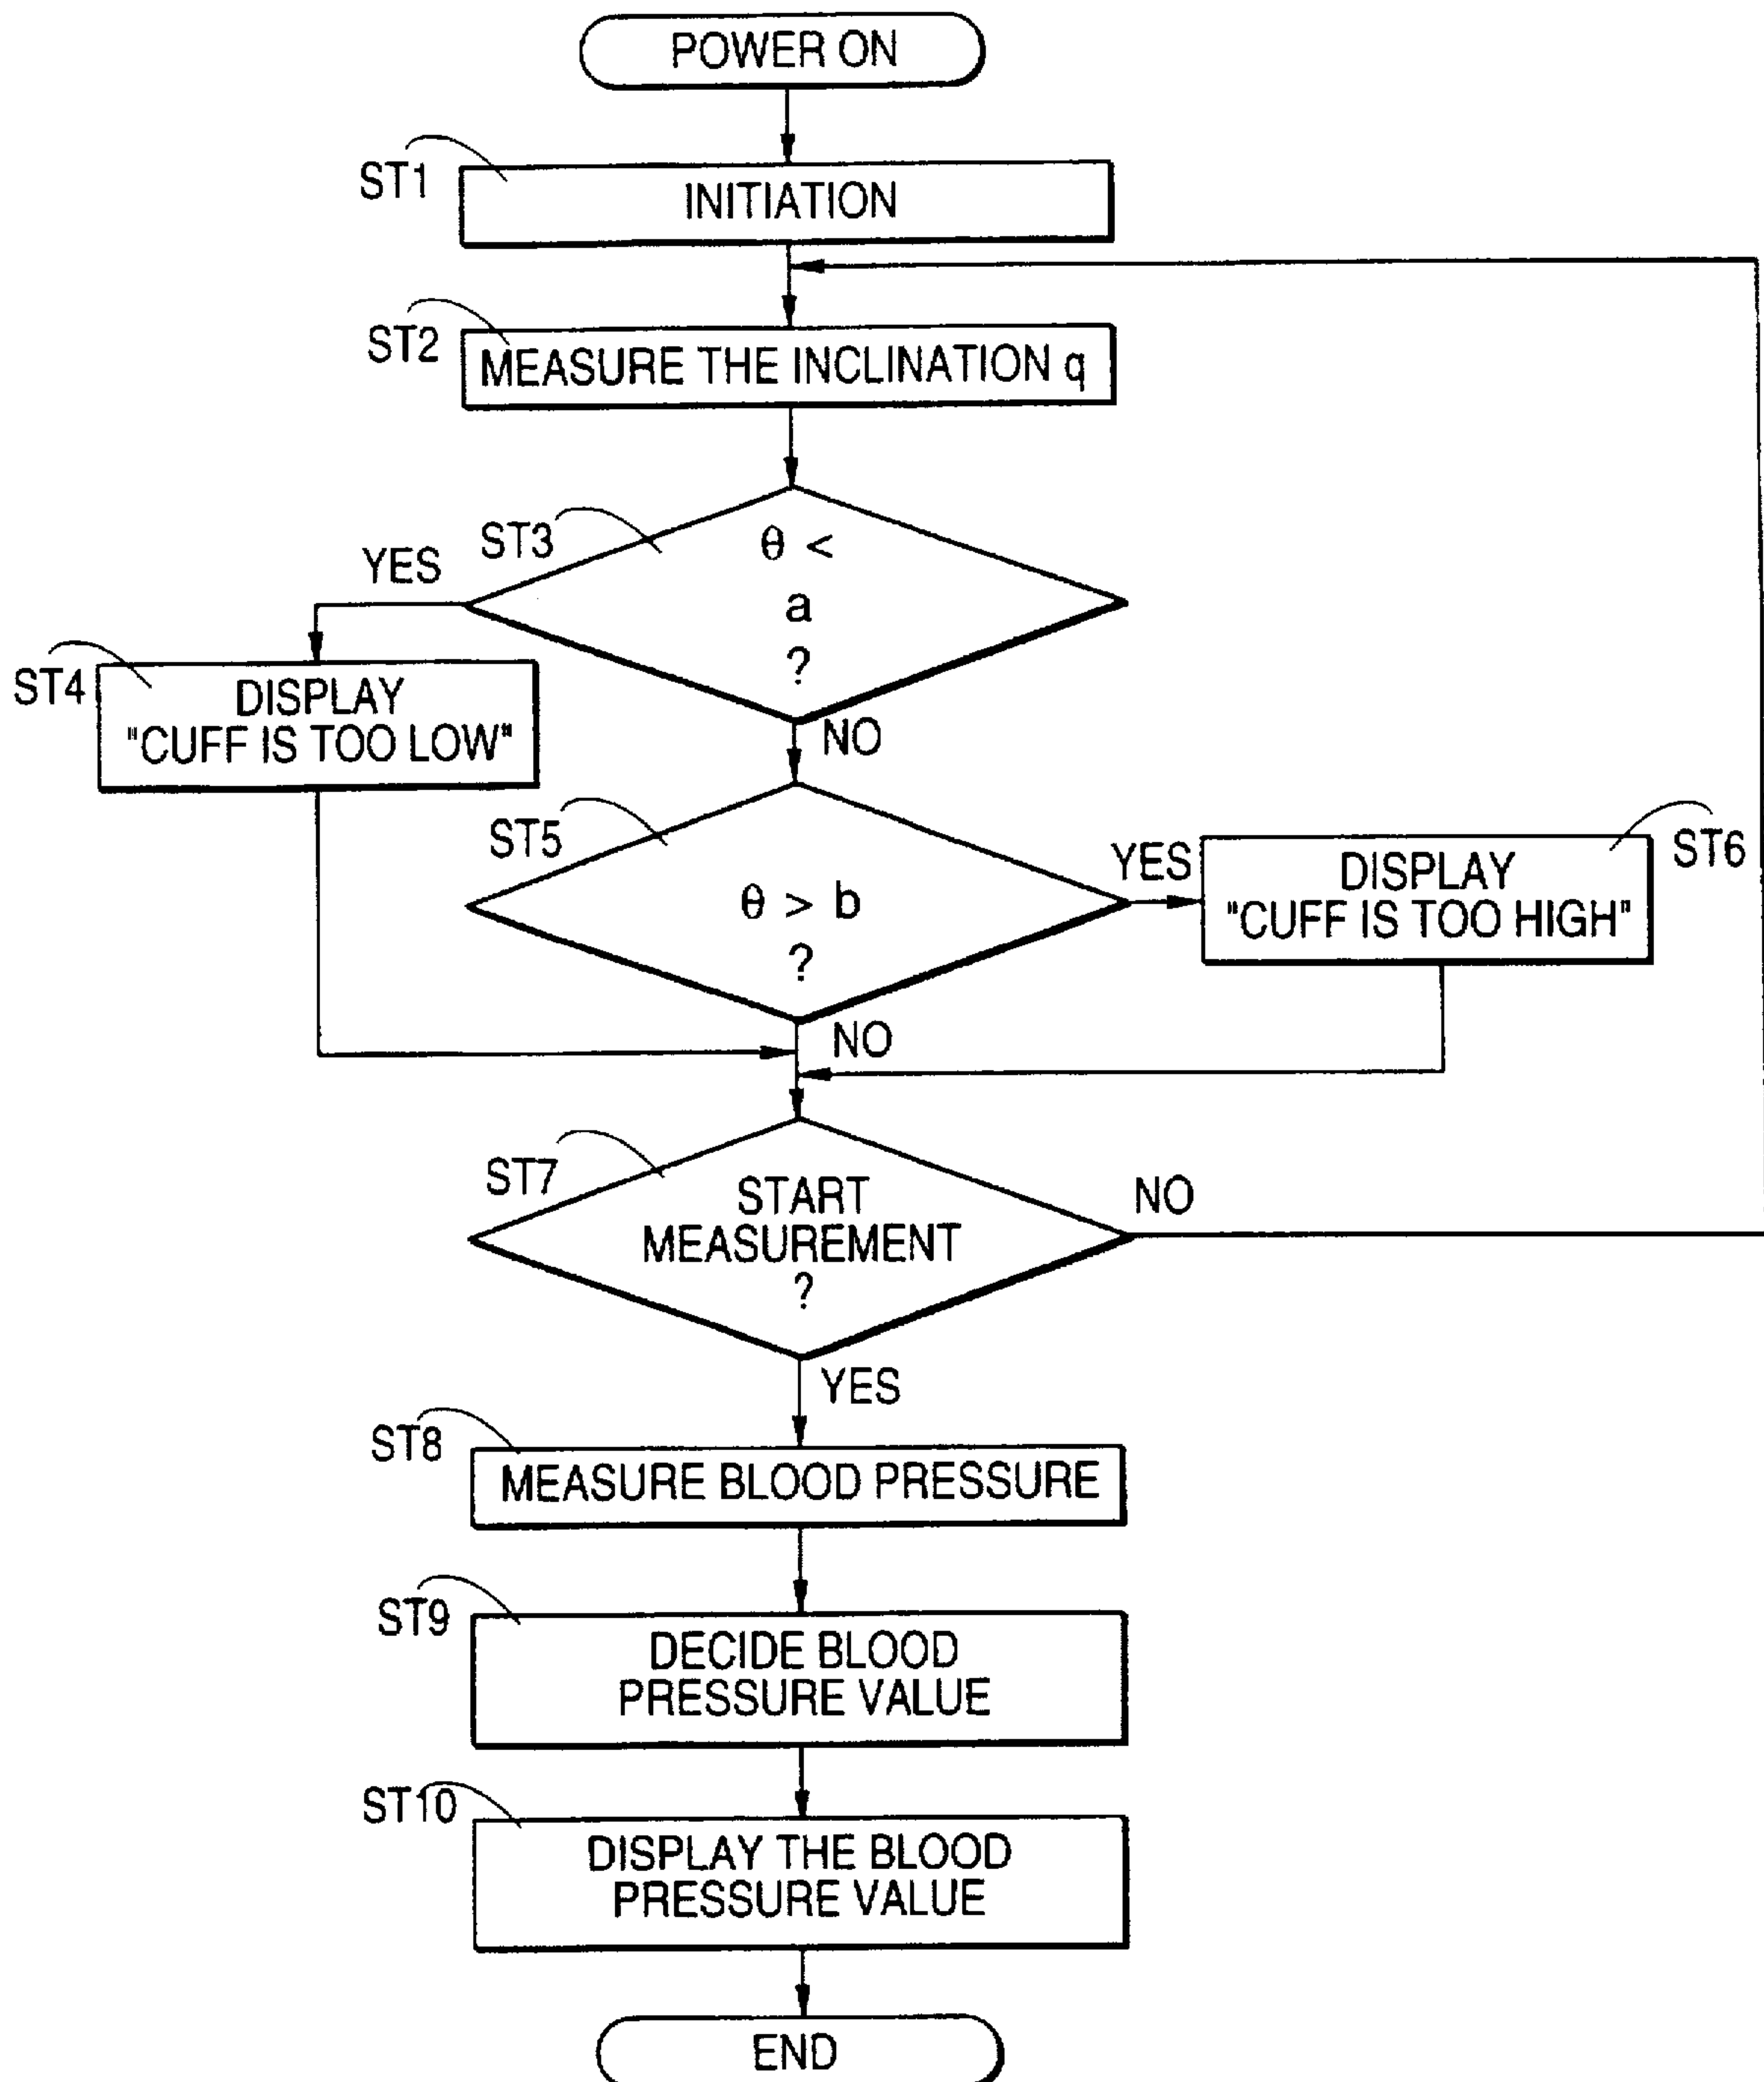 POWER ON
ST1
INITIATION
ST2
MEASURE THE INCLINATION q
ST3
θ <
a
?
YES
NO
ST4
DISPLAY
"CUFF IS TOO LOW"
ST5
θ > b
?
YES
NO
ST6
DISPLAY
"CUFF IS TOO HIGH"
ST7
START
MEASUREMENT
?
NO
YES
ST8
MEASURE BLOOD PRESSURE
ST9
DECIDE BLOOD
PRESSURE VALUE
ST10
DISPLAY THE BLOOD
PRESSURE VALUE
END